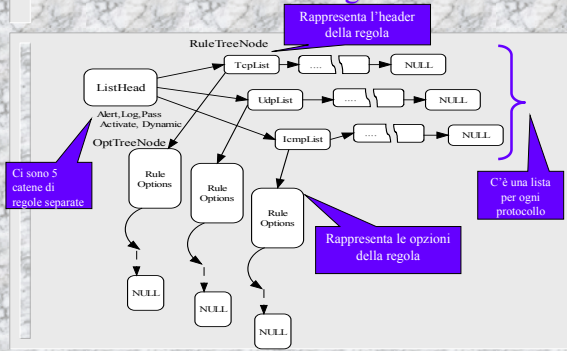 Rappresenta l'header
della regola
RuleTreeNode
TcpList
....
NULL
ListHead
UdpList
....
NULL
Alert,Log,Pass
Activate, Dynamic
IcmpList
....
NULL
OptTreeNode
Ci sono 5
catene di
regole separate
Rule
Options
Rule
Options
Rule
Options
C'è una lista
per ogni
protocollo
Rappresenta le opzioni
della regola
NULL
NULL
NULL